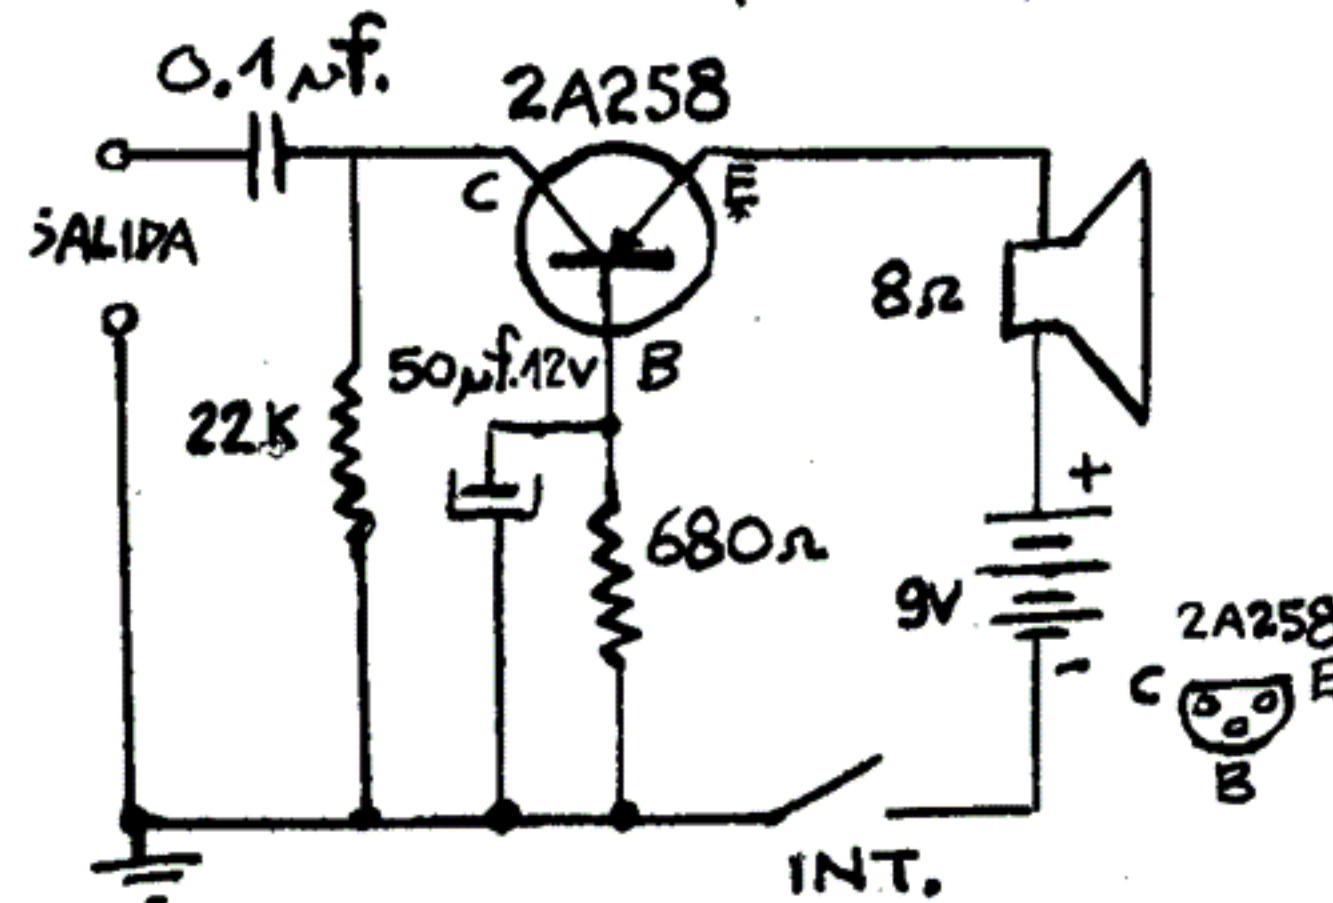 0.1 μf.
2A258
C
E
*
SALIDA
8Ω
50μf.12v
B
22K
680Ω
+
9V
-
2A258
C
E
B
INT.